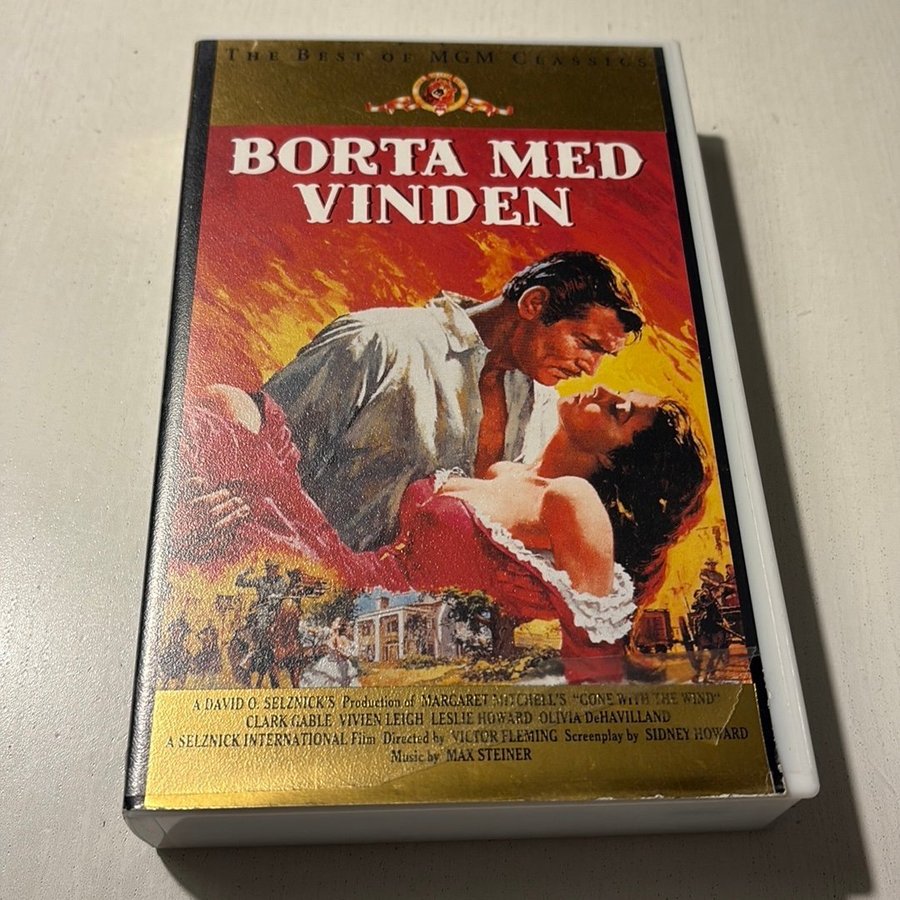 THE BEST OF MGM CLASSICS
BORTA MED
VINDEN
A DAVID O. SELZNICK'S Production of MARGARET MITCHELL'S "GONE WITH THE WIND"
CLARK GABLE VIVIEN LEIGH LESLIE HOWARD OLIVIA DeHAVILLAND
A SELZNICK INTERNATIONAL Film Directed by VICTOR FLEMING Screenplay by SIDNEY HOWARD
Music by MAX STEINER